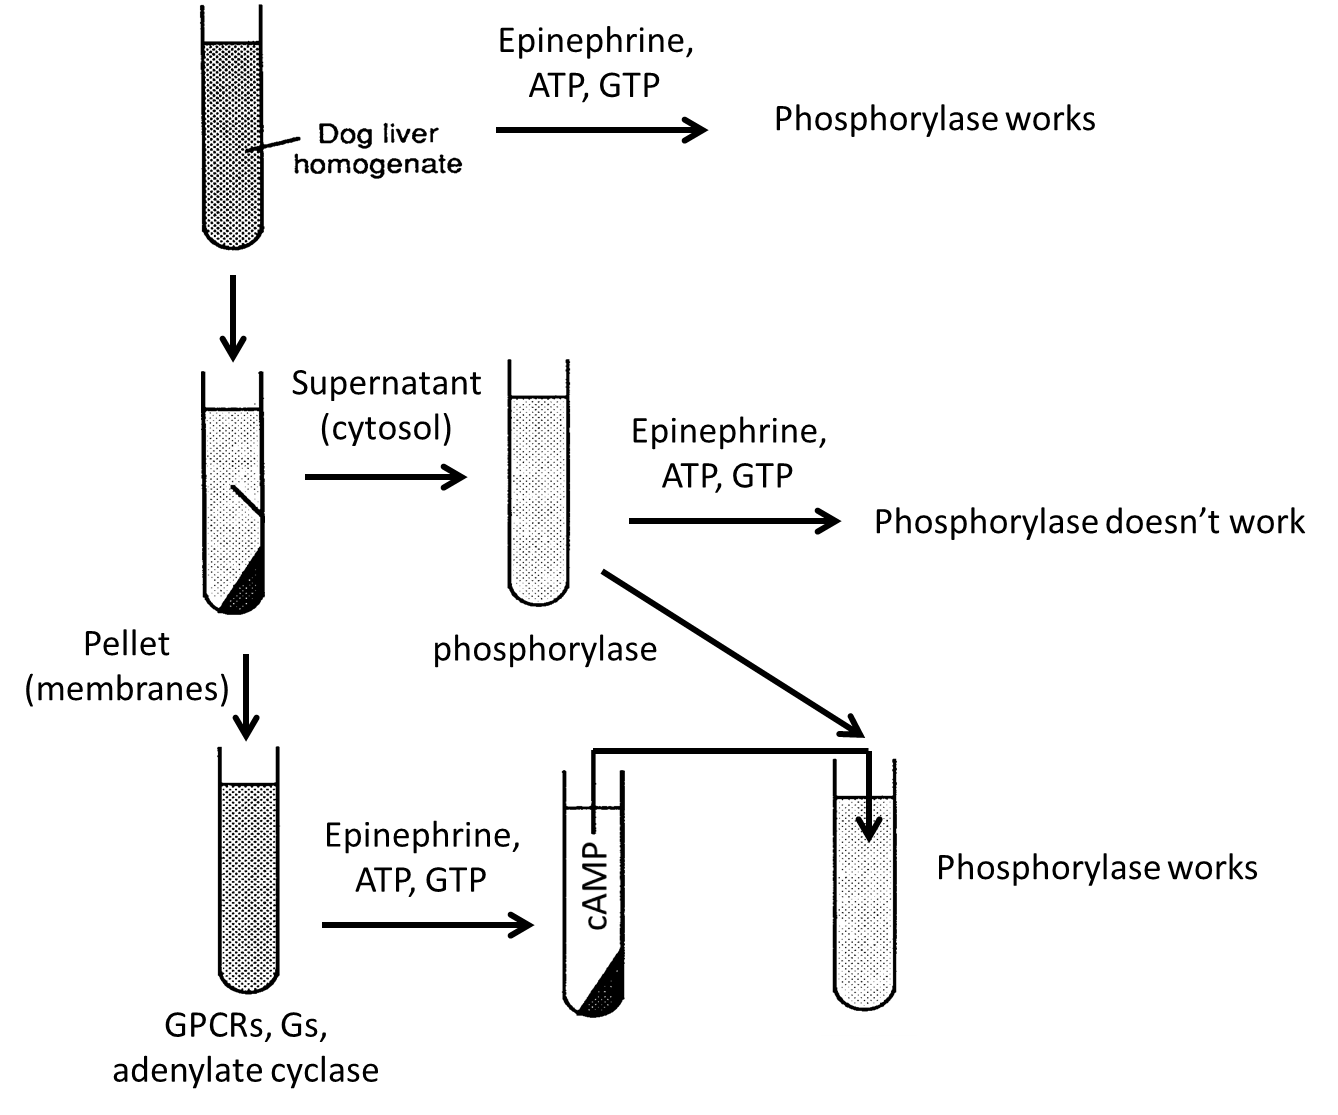 Epinephrine,
ATP, GTP
Phosphorylase works
Dog liver
homogenate
Supernatant
(cytosol)
Epinephrine,
ATP, GTP
Phosphorylase doesn't work
Pellet
(membranes)
phosphorylase
Epinephrine,
ATP, GTP
cAMP
Phosphorylase works
GPCRs, Gs,
adenylate cyclase